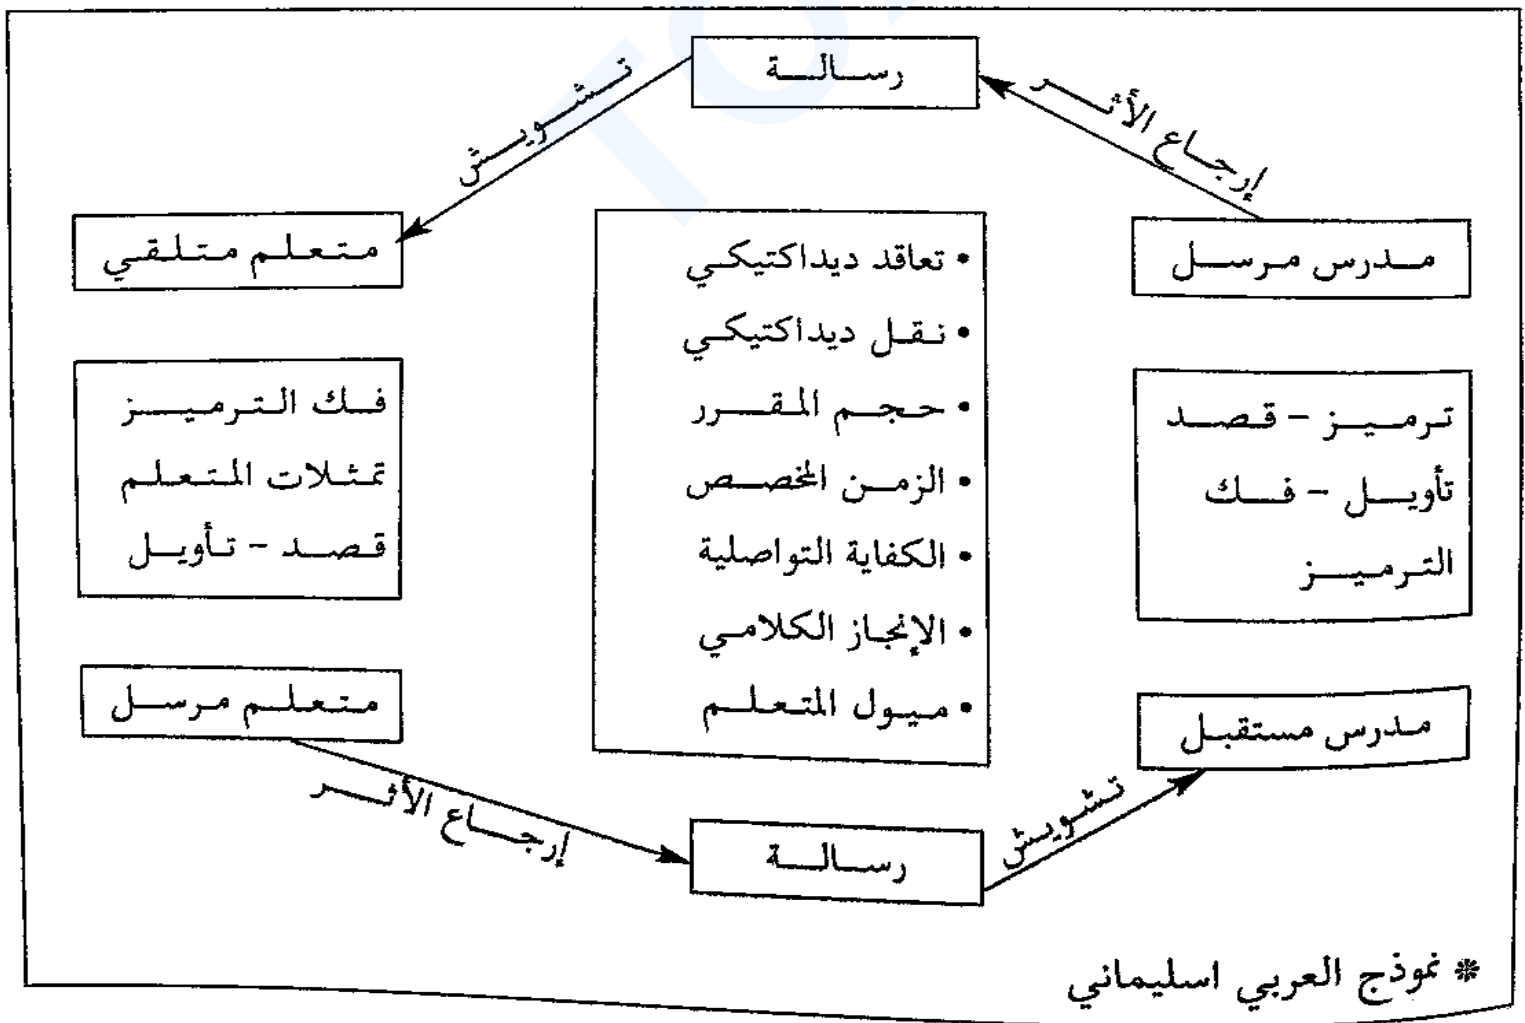 رسالة
إرجاع الأثر
تشويش
مدرس مرسل
متعلم متلقي
ترميز - قصد
تأويل - فك
الترميز
• تعاقد ديداكتيكي
• نقل ديداكتيكي
• حجم المقرر
• الزمن المخصص
• الكفاية التواصلية
• الإنجاز الكلامي
• ميول المتعلم
فك الترميز
تمثلات المتعلم
قصد - تأويل
مدرس مستقبل
متعلم مرسل
تشويش
إرجاع الأثر
رسالة
* نموذج العربي اسليماني